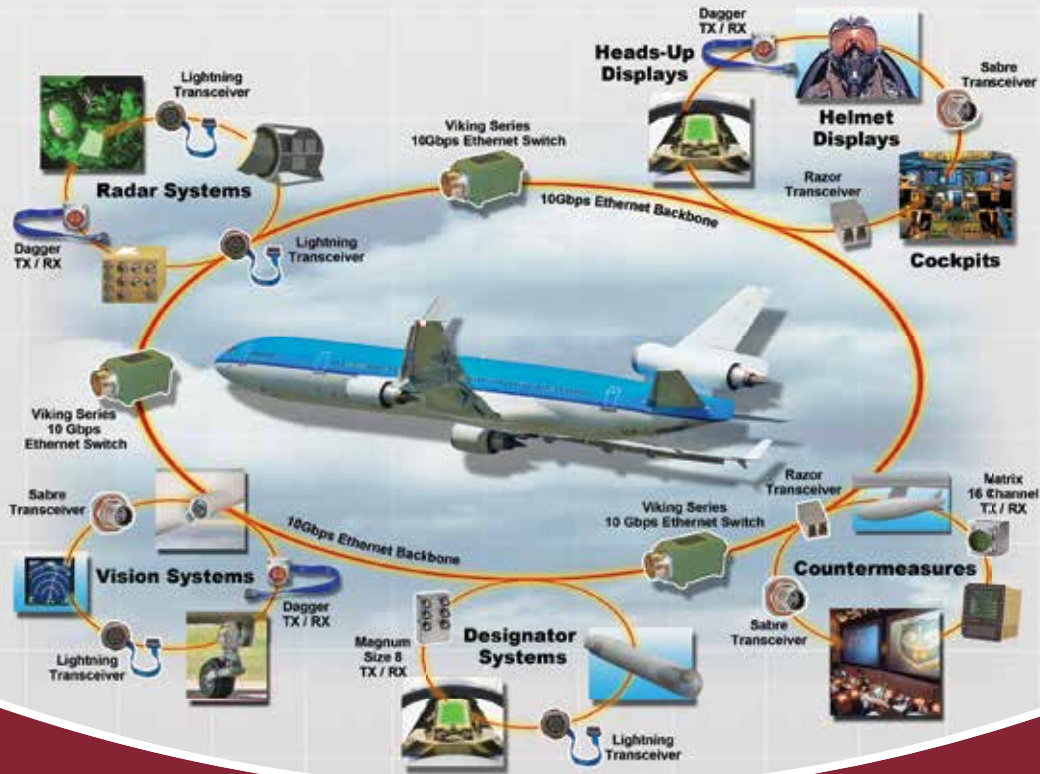 Dagger
TX / RX
Heads-Up
Displays
Sabre
Transceiver
Helmet
Displays
Razor
Transceiver
Cockpits
Lightning
Transceiver
Radar Systems
Dagger
TX / RX
Lightning
Transceiver
Viking Series
10Gbps Ethernet Switch
10Gbps Ethernet Backbone
Viking Series
10 Gbps
Ethernet Switch
Sabre
Transceiver
Vision Systems
Dagger
TX / RX
Lightning
Transceiver
10Gbps Ethernet Backbone
Magnum
Size 8
TX / RX
Designator
Systems
Lightning
Transceiver
Viking Series
10 Gbps Ethernet Switch
Razor
Transceiver
Matrix
16 Channel
TX / RX
Countermeasures
Sabre
Transceiver